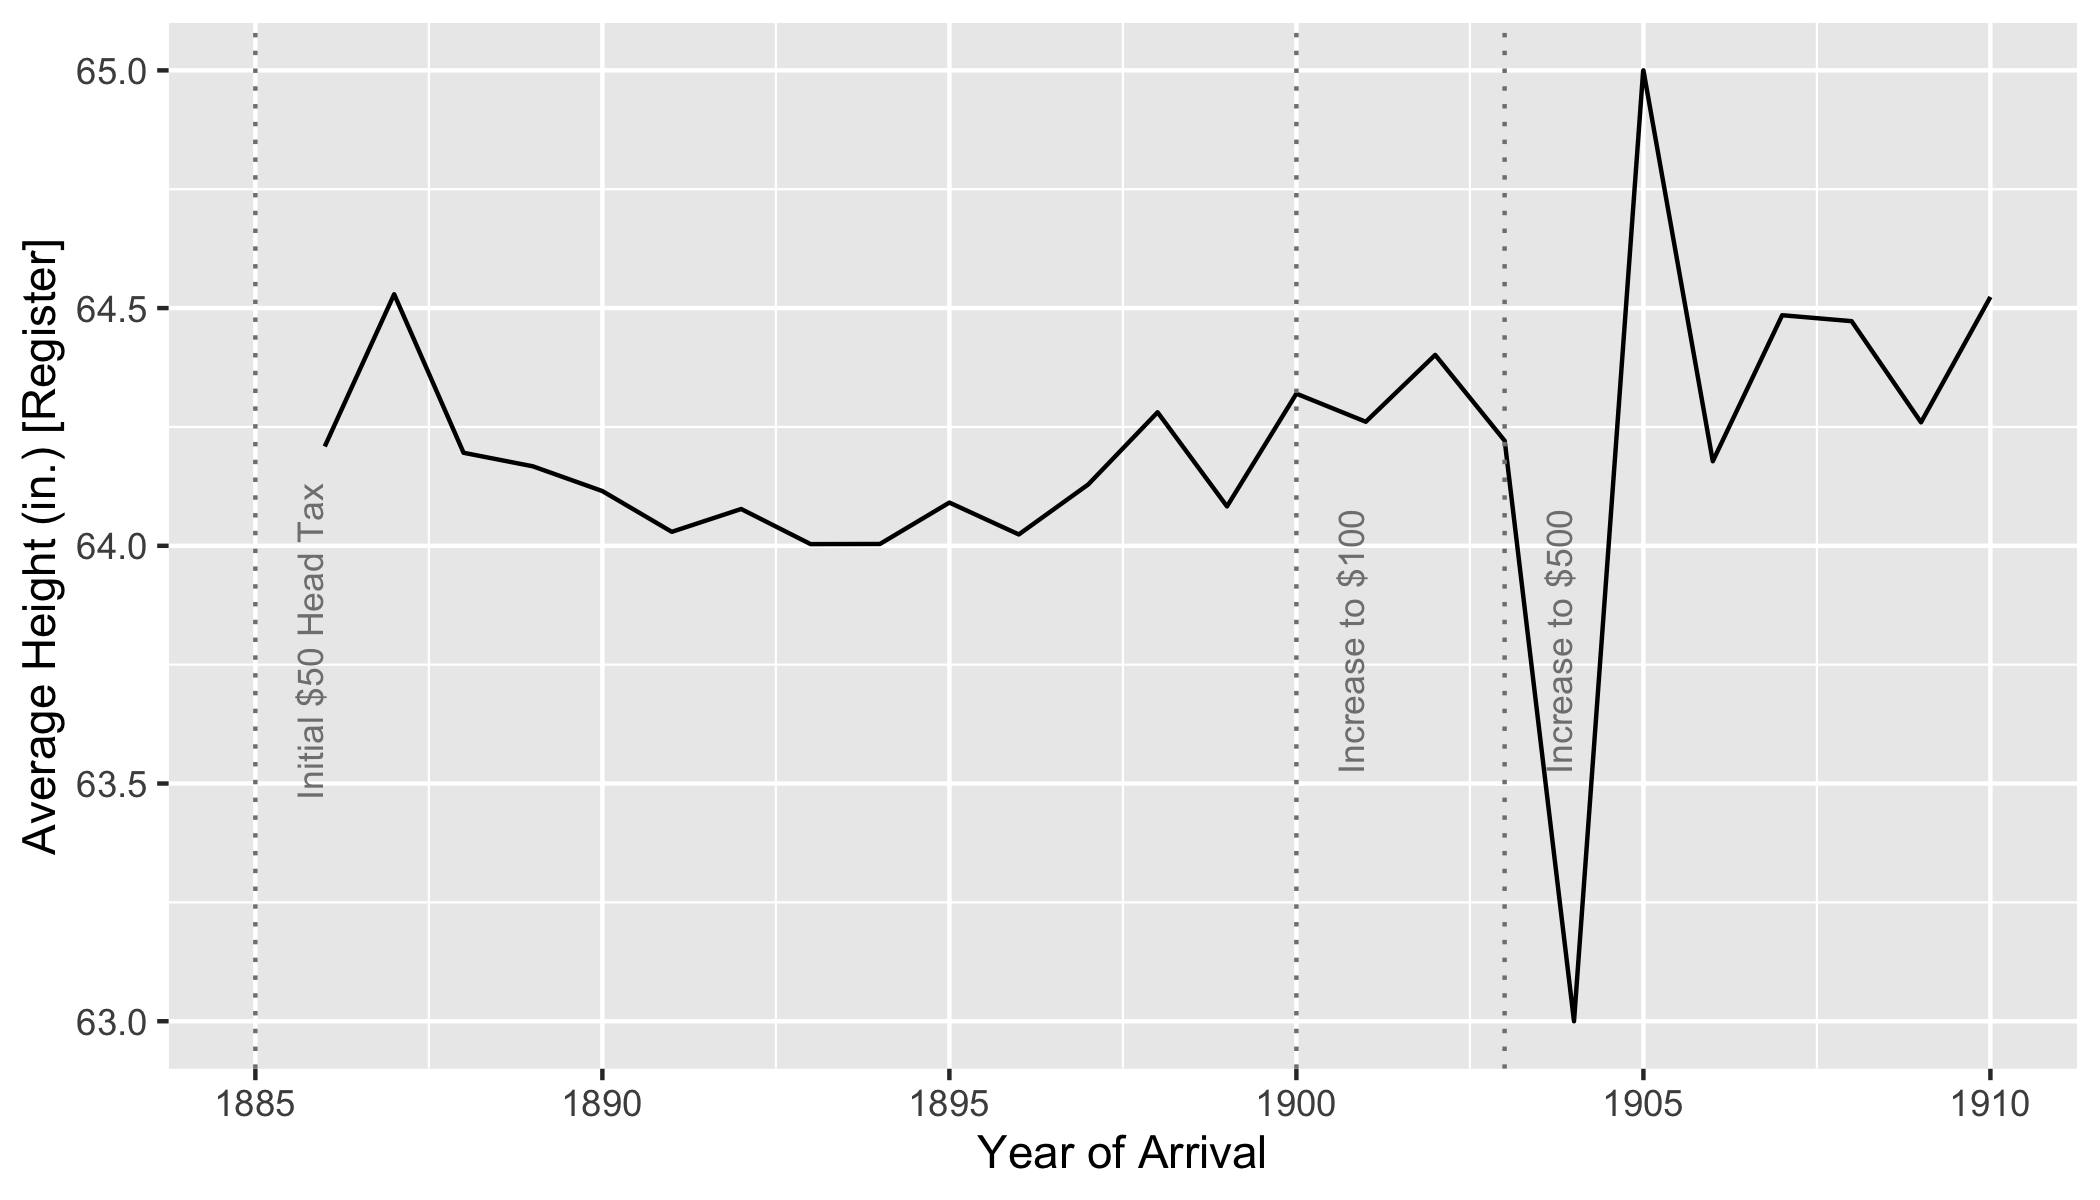 65.0
64.5
64.0
63.5
63.0
Average Height (in.) [Register]
Initial $50 Head Tax
Increase to $100
Increase to $500
1885 1890 1895 1900 1905 1910
Year of Arrival